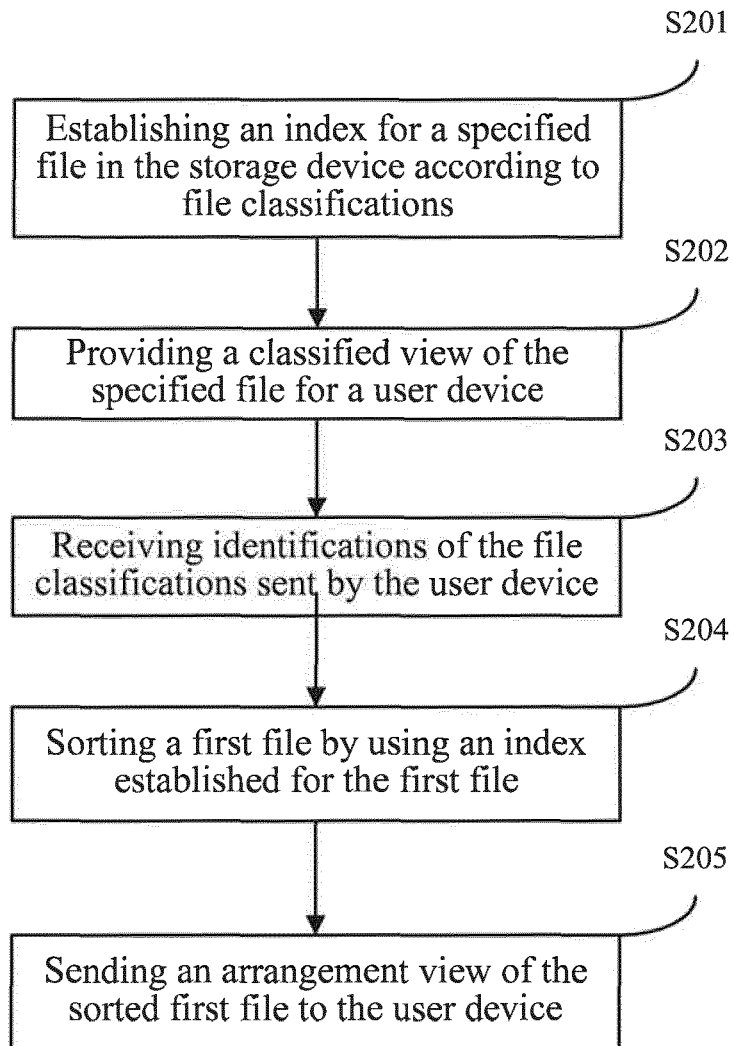 S201
Establishing an index for a specified
file in the storage device according to
file classifications
S202
Providing a classified view of the
specified file for a user device
S203
Receiving identifications of the file
classifications sent by the user device
S204
Sorting a first file by using an index
established for the first file
S205
Sending an arrangement view of the
sorted first file to the user device